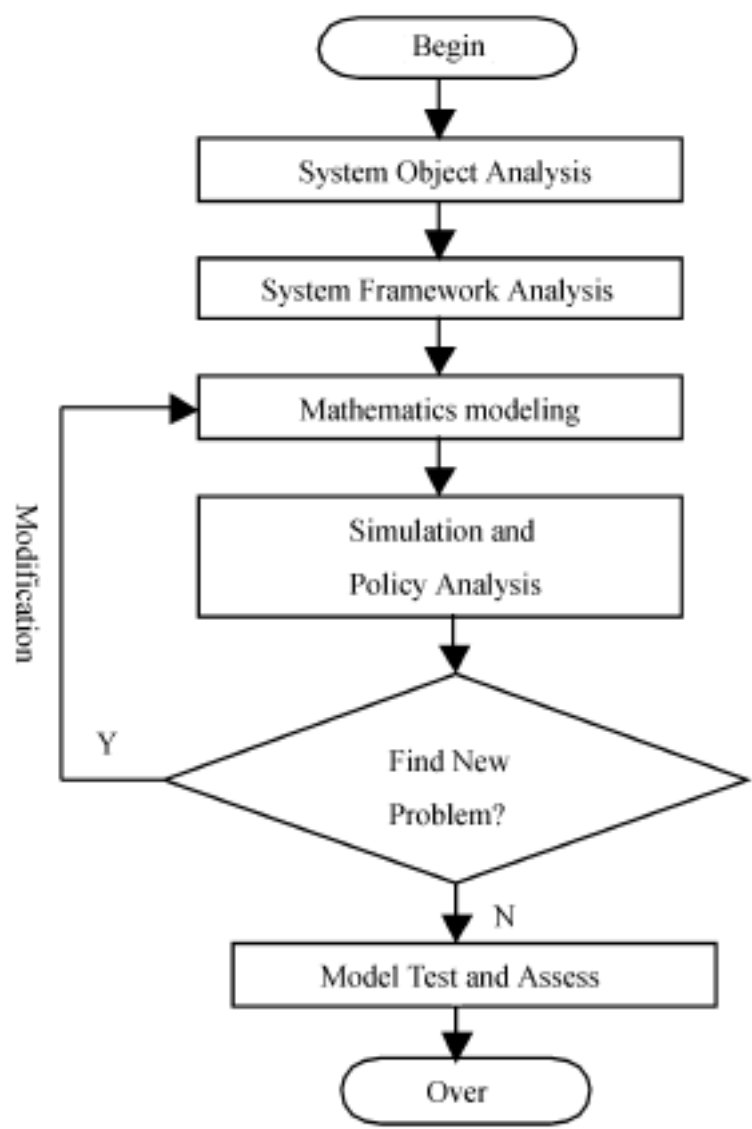 Begin
System Object Analysis
System Framework Analysis
Mathematics modeling
Simulation and
Policy Analysis
Modification
Y
Find New
Problem?
N
Model Test and Assess
Over